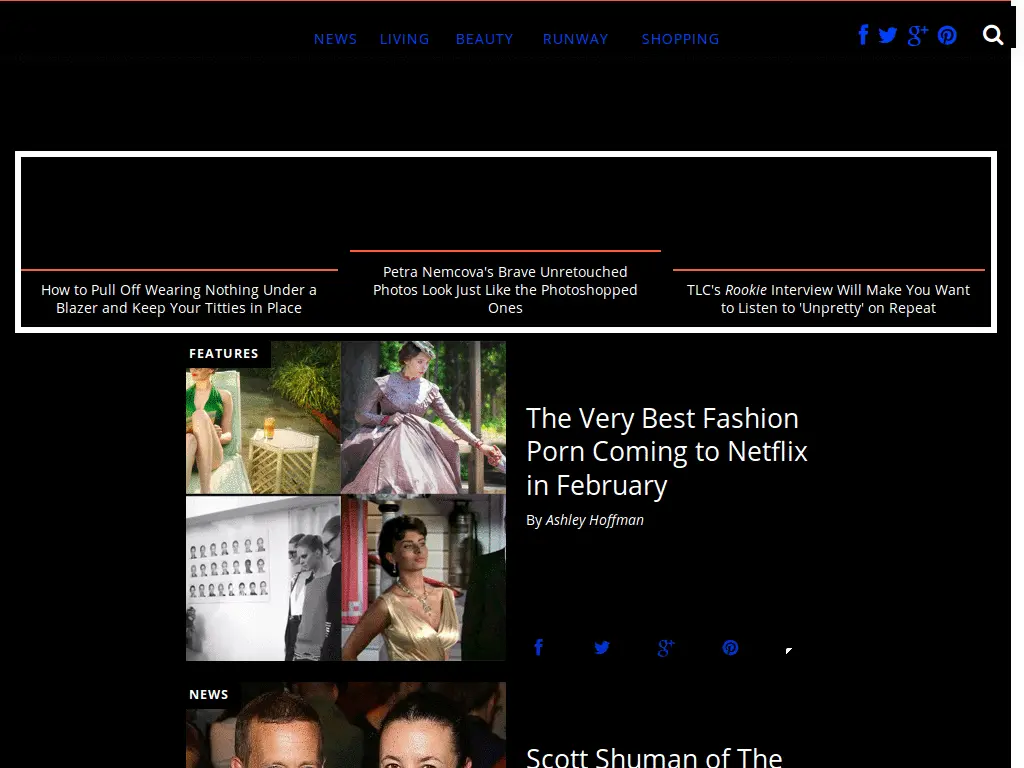 NEWS LIVING BEAUTY RUNWAY SHOPPING
How to Pull Off Wearing Nothing Under a
Blazer and Keep Your Titties in Place
Petra Nemcova's Brave Unretouched
Photos Look Just Like the Photoshopped
Ones
TLC's Rookie Interview Will Make You Want
to Listen to 'Unpretty' on Repeat
FEATURES
The Very Best Fashion
Porn Coming to Netflix
in February
By Ashley Hoffman
NEWS
Scott Shuman of The